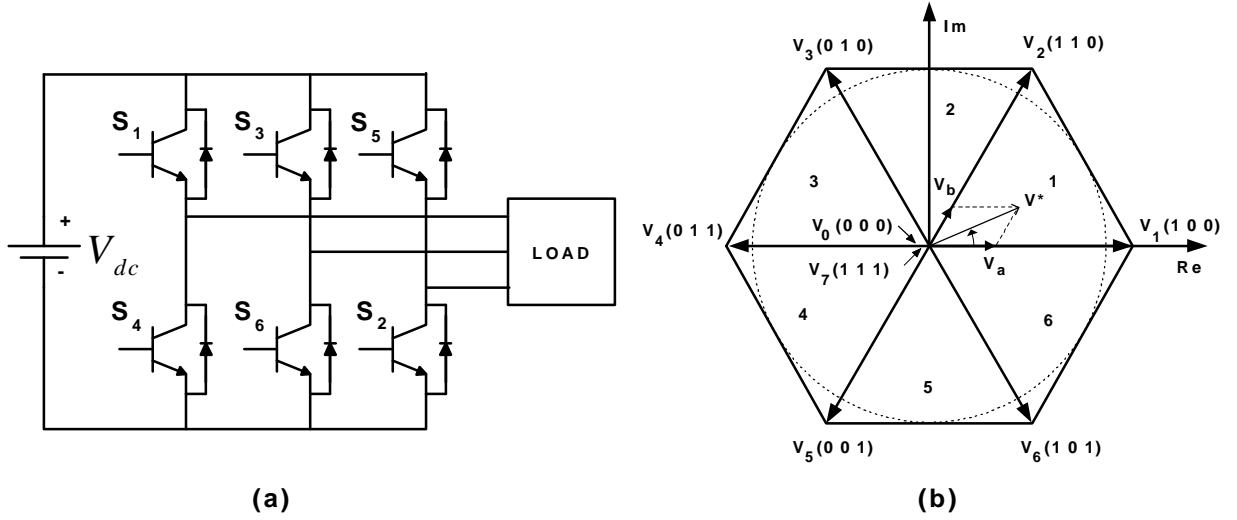 S1
S3
S5
+
Vdc
-
LOAD
S4
S6
S2
(a)
Im
V3(0 1 0)
V2(1 1 0)
2
3
1
Vb
V*
V0(0 0 0)
V4(0 1 1)
V1(1 0 0)
V7(1 1 1)
Va
Re
4
6
5
V5(0 0 1)
V6(1 0 1)
(b)